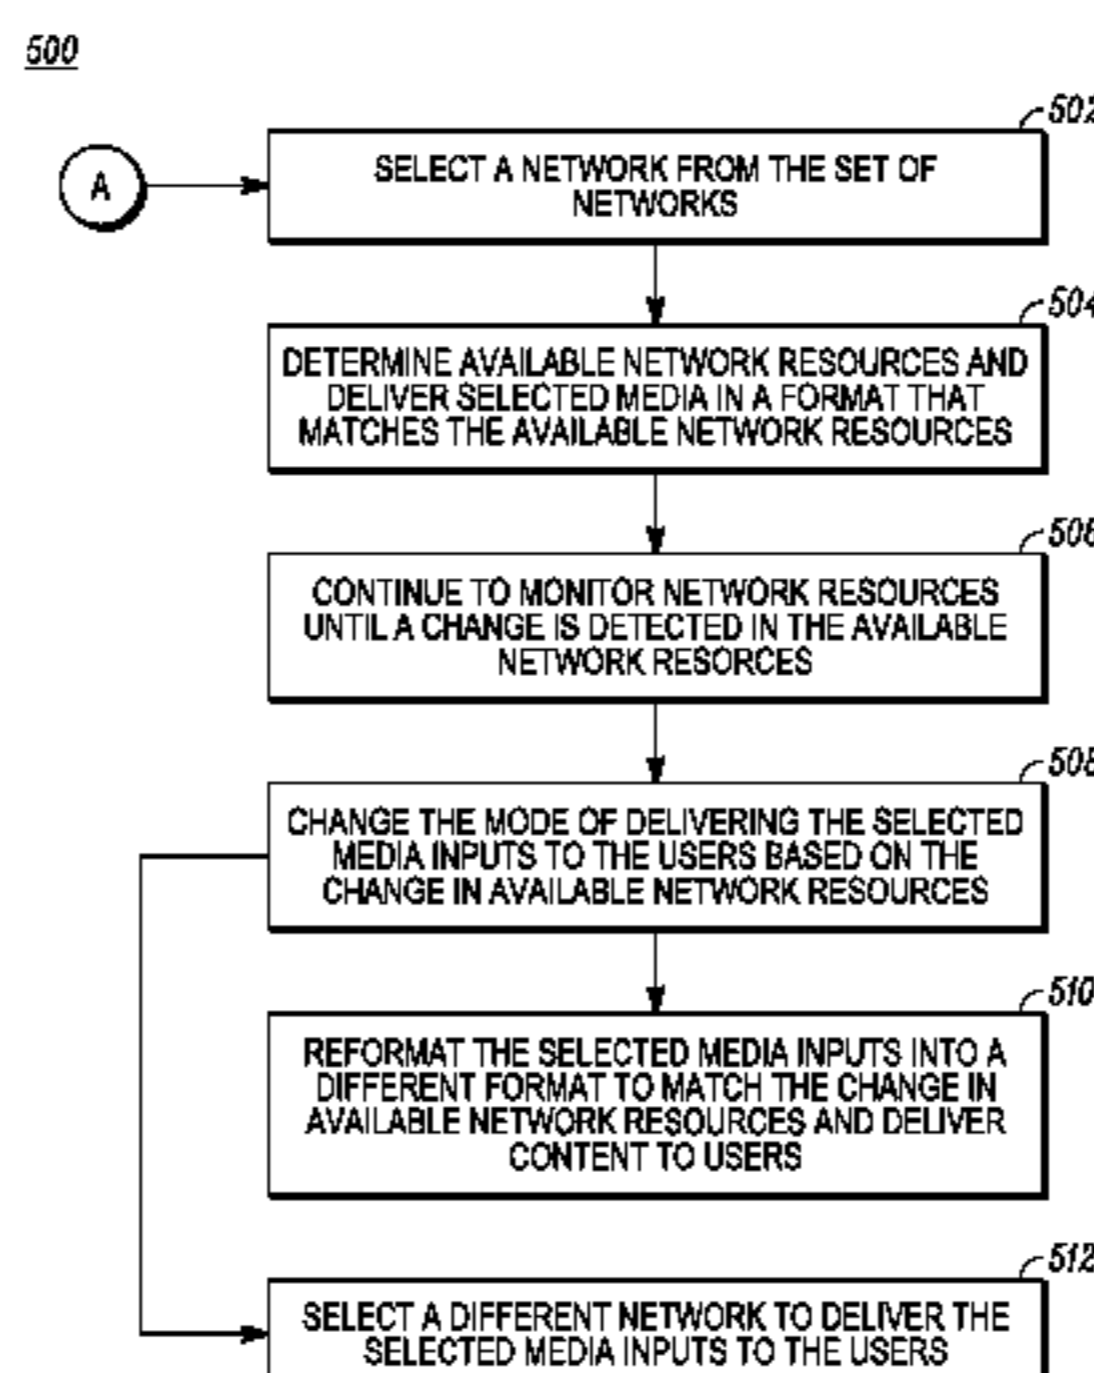 500
502
A
SELECT A NETWORK FROM THE SET OF
NETWORKS
504
DETERMINE AVAILABLE NETWORK RESOURCES AND
DELIVER SELECTED MEDIA IN A FORMAT THAT
MATCHES THE AVAILABLE NETWORK RESOURCES
506
CONTINUE TO MONITOR NETWORK RESOURCES
UNTIL A CHANGE IS DETECTED IN THE AVAILABLE
NETWORK RESORCES
508
CHANGE THE MODE OF DELIVERING THE SELECTED
MEDIA INPUTS TO THE USERS BASED ON THE
CHANGE IN AVAILABLE NETWORK RESOURCES
510
REFORMAT THE SELECTED MEDIA INPUTS INTO A
DIFFERENT FORMAT TO MATCH THE CHANGE IN
AVAILABLE NETWORK RESOURCES AND DELIVER
CONTENT TO USERS
512
SELECT A DIFFERENT NETWORK TO DELIVER THE
SELECTED MEDIA INPUTS TO THE USERS